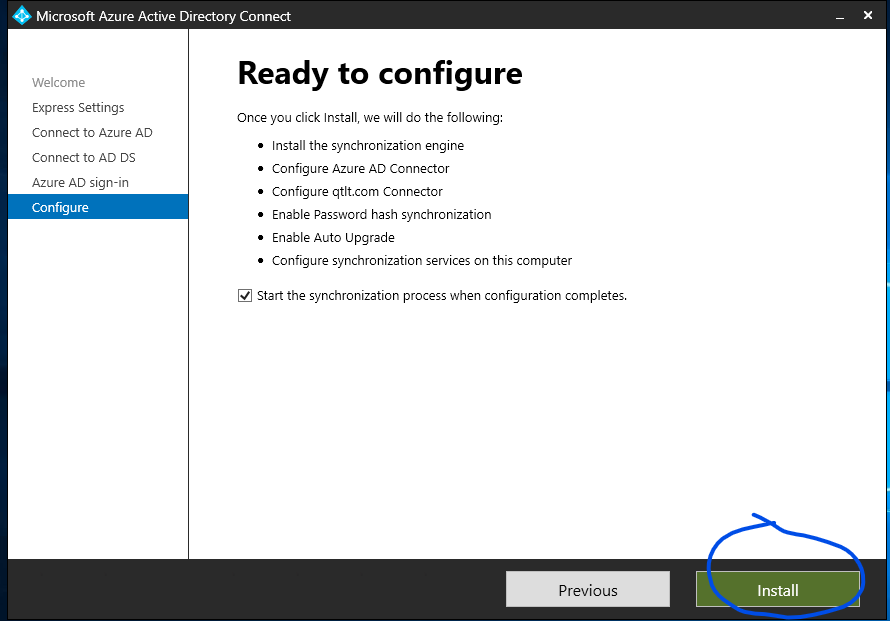 Microsoft Azure Active Directory Connect
Welcome
Express Settings
Connect to Azure AD
Connect to AD DS
Azure AD sign-in
Configure
Ready to configure
Once you click Install, we will do the following:
Install the synchronization engine
Configure Azure AD Connector
Configure qtlt.com Connector
Enable Password hash synchronization
Enable Auto Upgrade
Configure synchronization services on this computer
Start the synchronization process when configuration completes.
Previous
Install